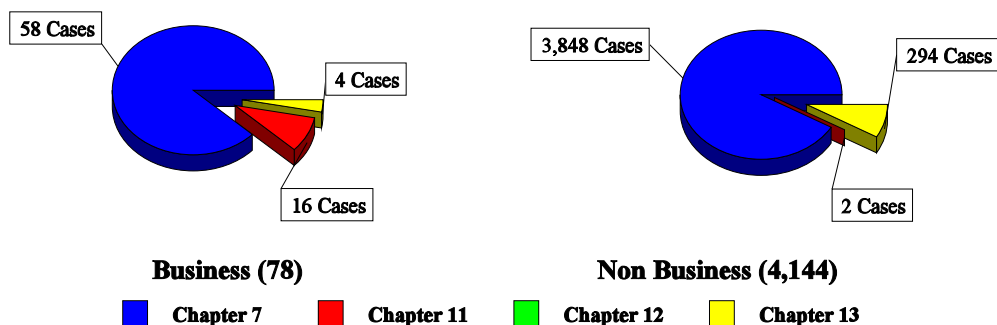 58 Cases
4 Cases
16 Cases
3,848 Cases
294 Cases
2 Cases
Business (78)
Non Business (4,144)
Chapter 7
Chapter 11
Chapter 12
Chapter 13